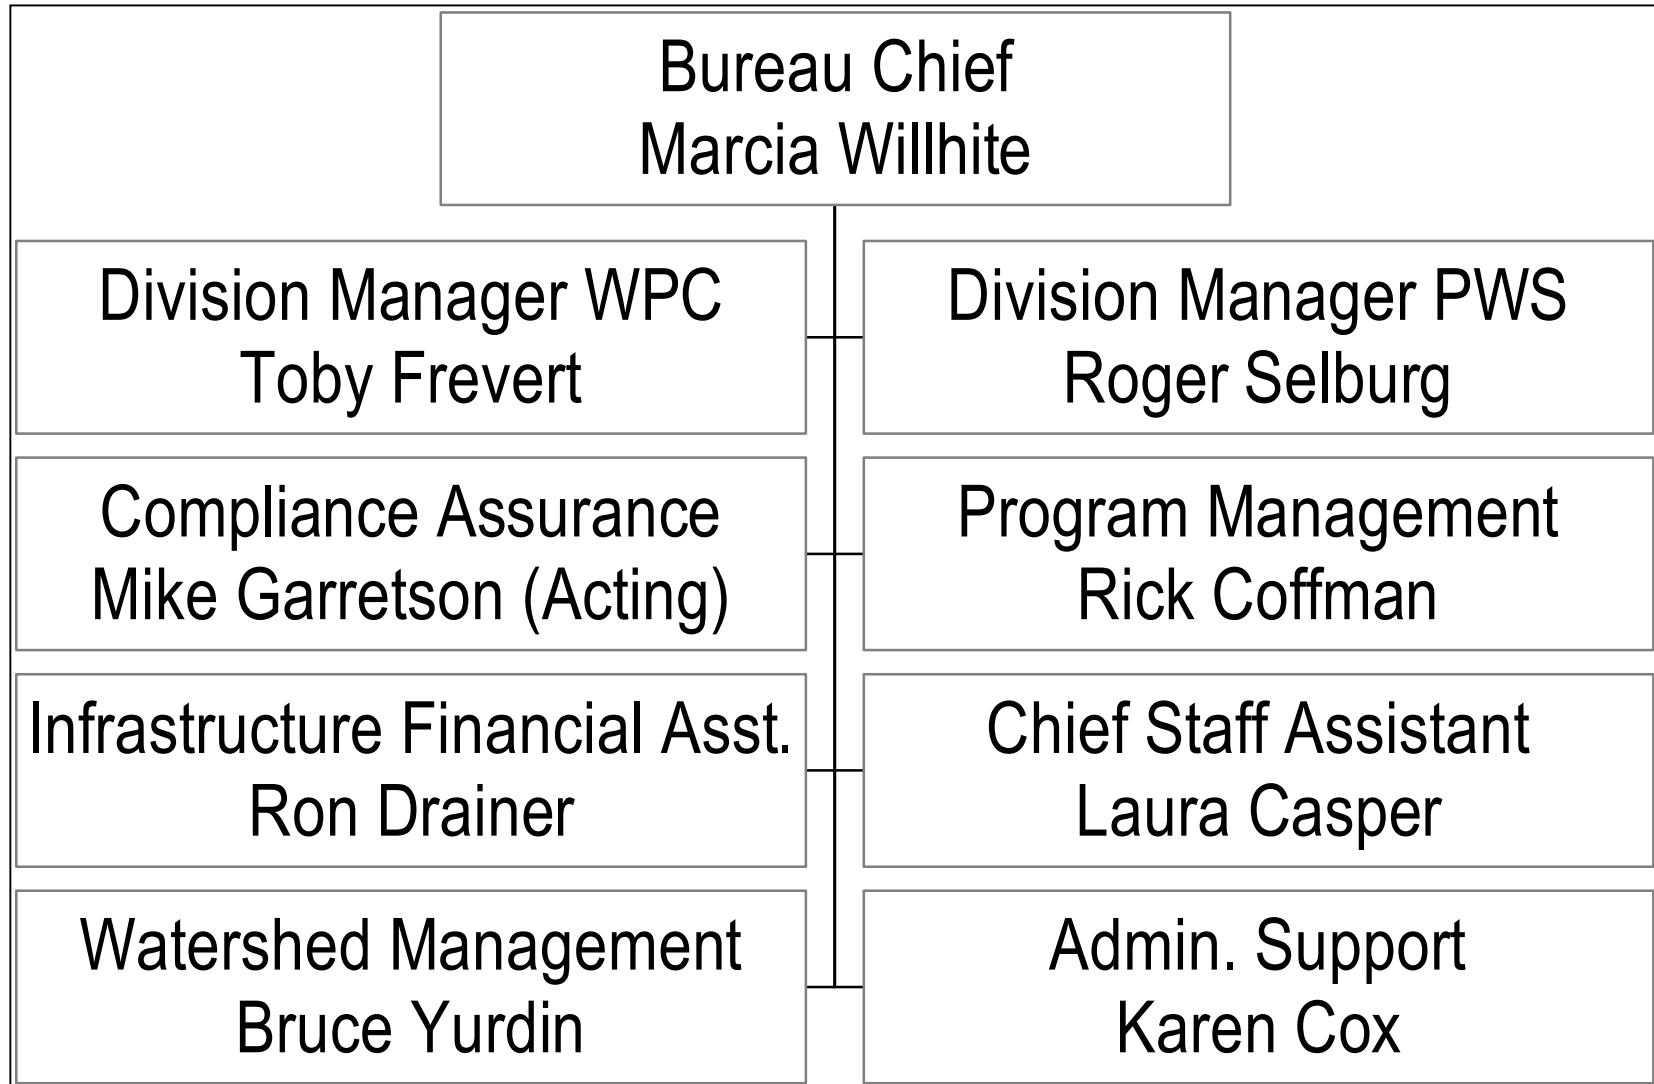 Bureau Chief
Marcia Willhite
Division Manager WPC
Toby Frevert
Division Manager PWS
Roger Selburg
Compliance Assurance
Mike Garretson (Acting)
Program Management
Rick Coffman
Infrastructure Financial Asst.
Ron Drainer
Chief Staff Assistant
Laura Casper
Watershed Management
Bruce Yurdin
Admin. Support
Karen Cox